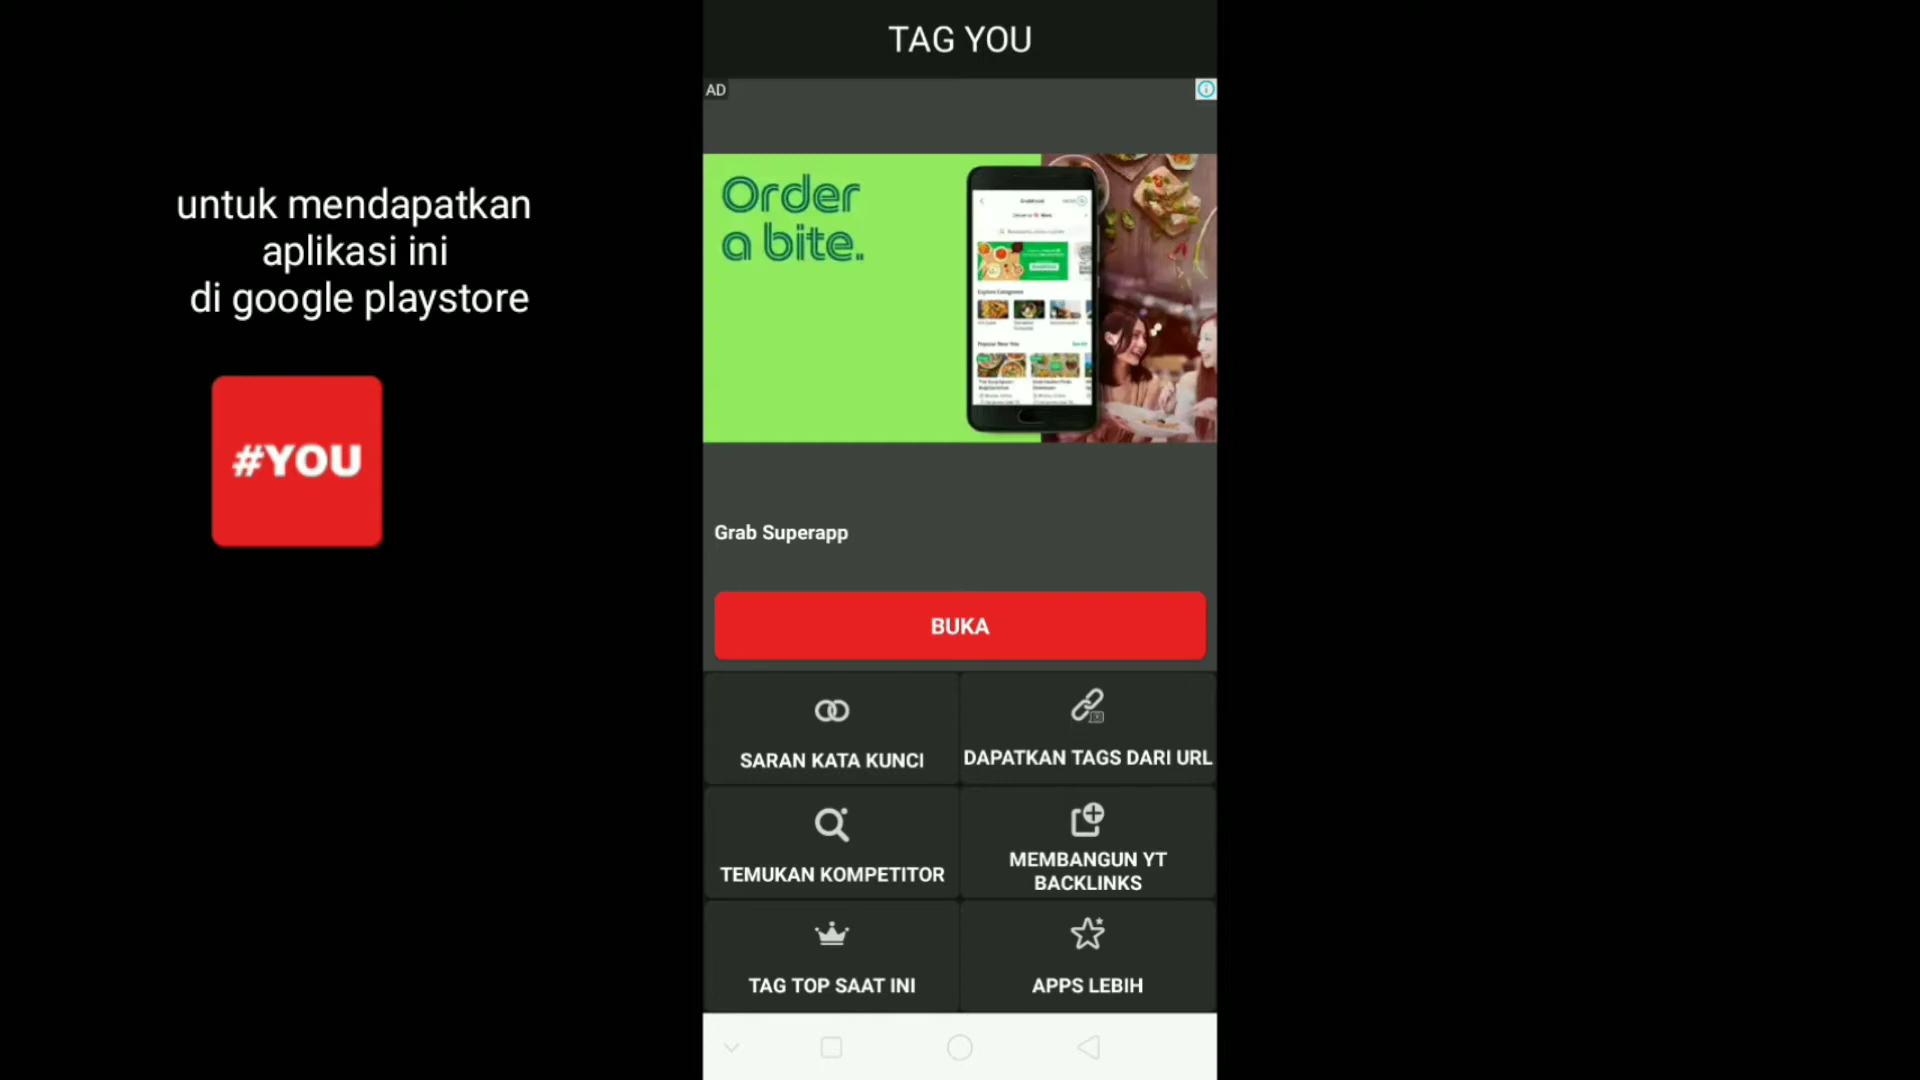 TAG YOU
AD
untuk mendapatkan
aplikasi ini
di google playstore
#YOU
Order
a bite.
Grab Superapp
BUKA
SARAN KATA KUNCI
DAPATKAN TAGS DARI URL
TEMUKAN KOMPETITOR
MEMBANGUN YT
BACKLINKS
TAG TOP SAAT INI
APPS LEBIH